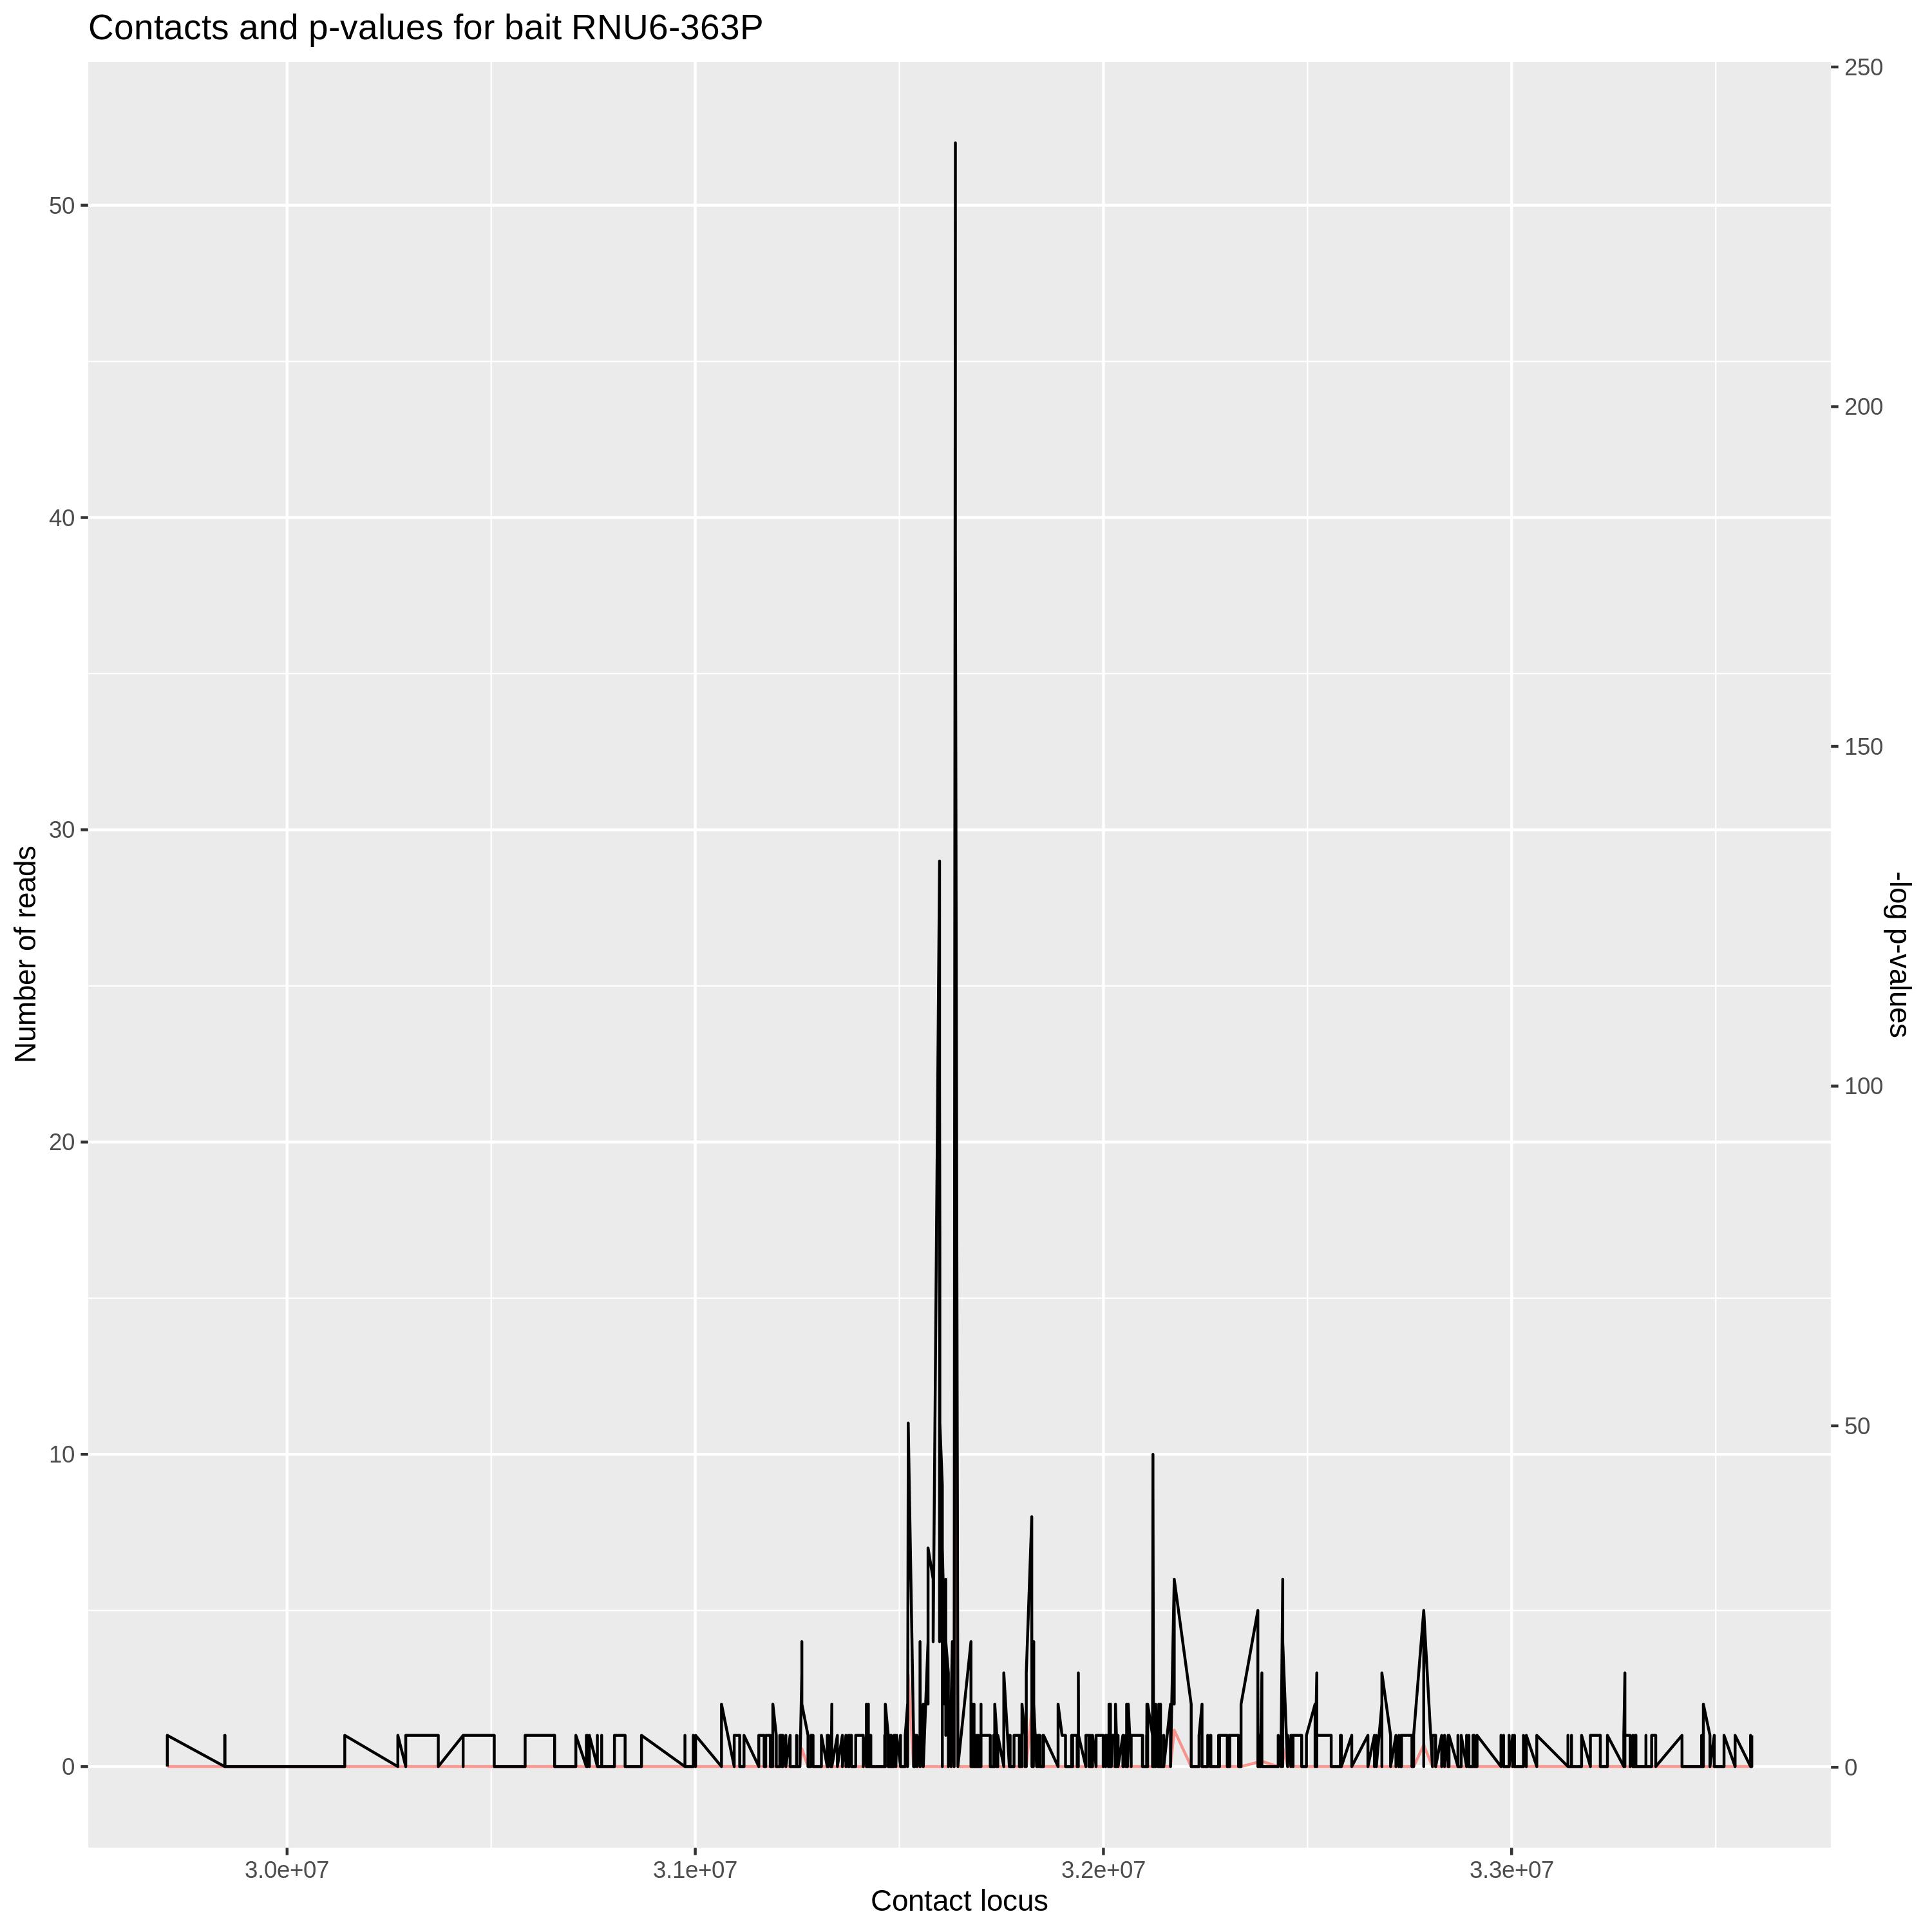 Contacts and p-values for bait RNU6-363P
250
50
200
40
150
30
Number of reads
-log p-values
100
20
50
10
0
0
3.0e+07
3.1e+07
3.2e+07
3.3e+07
Contact locus